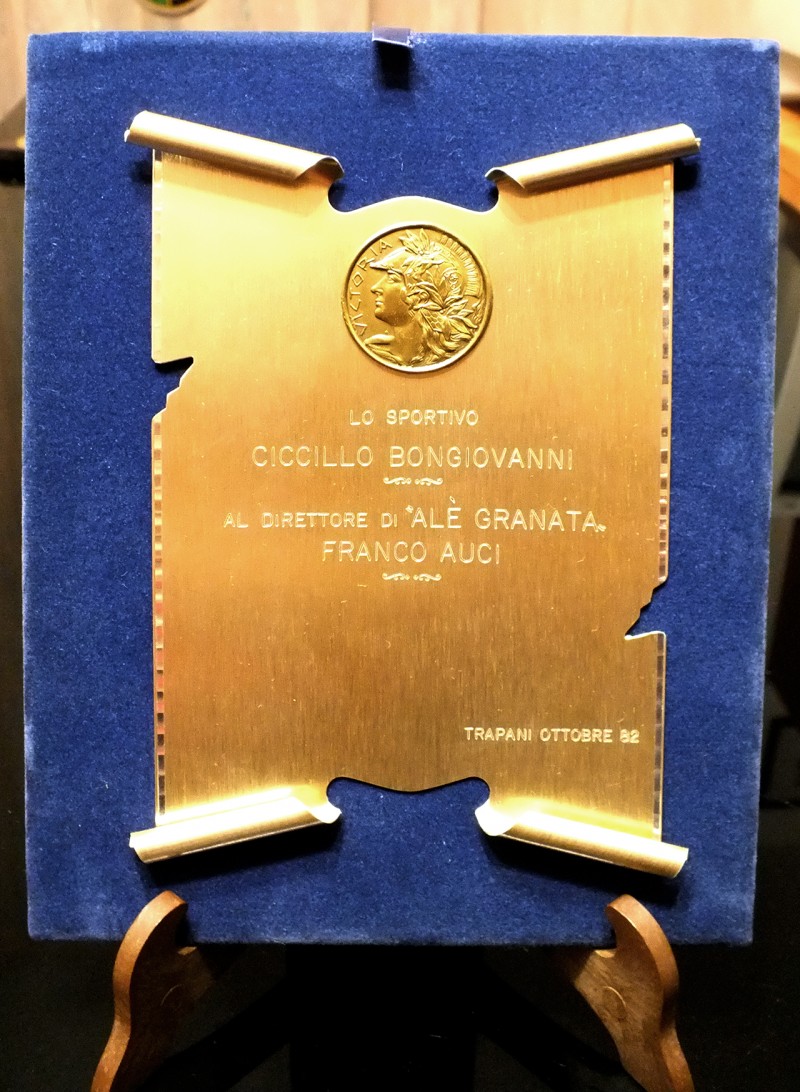 VICTORIA
LO SPORTIVO
CICCILLO BONGIOVANNI
AL DIRETTORE DI "ALÈ GRANATA"
FRANCO AUCI
TRAPANI OTTOBRE 82